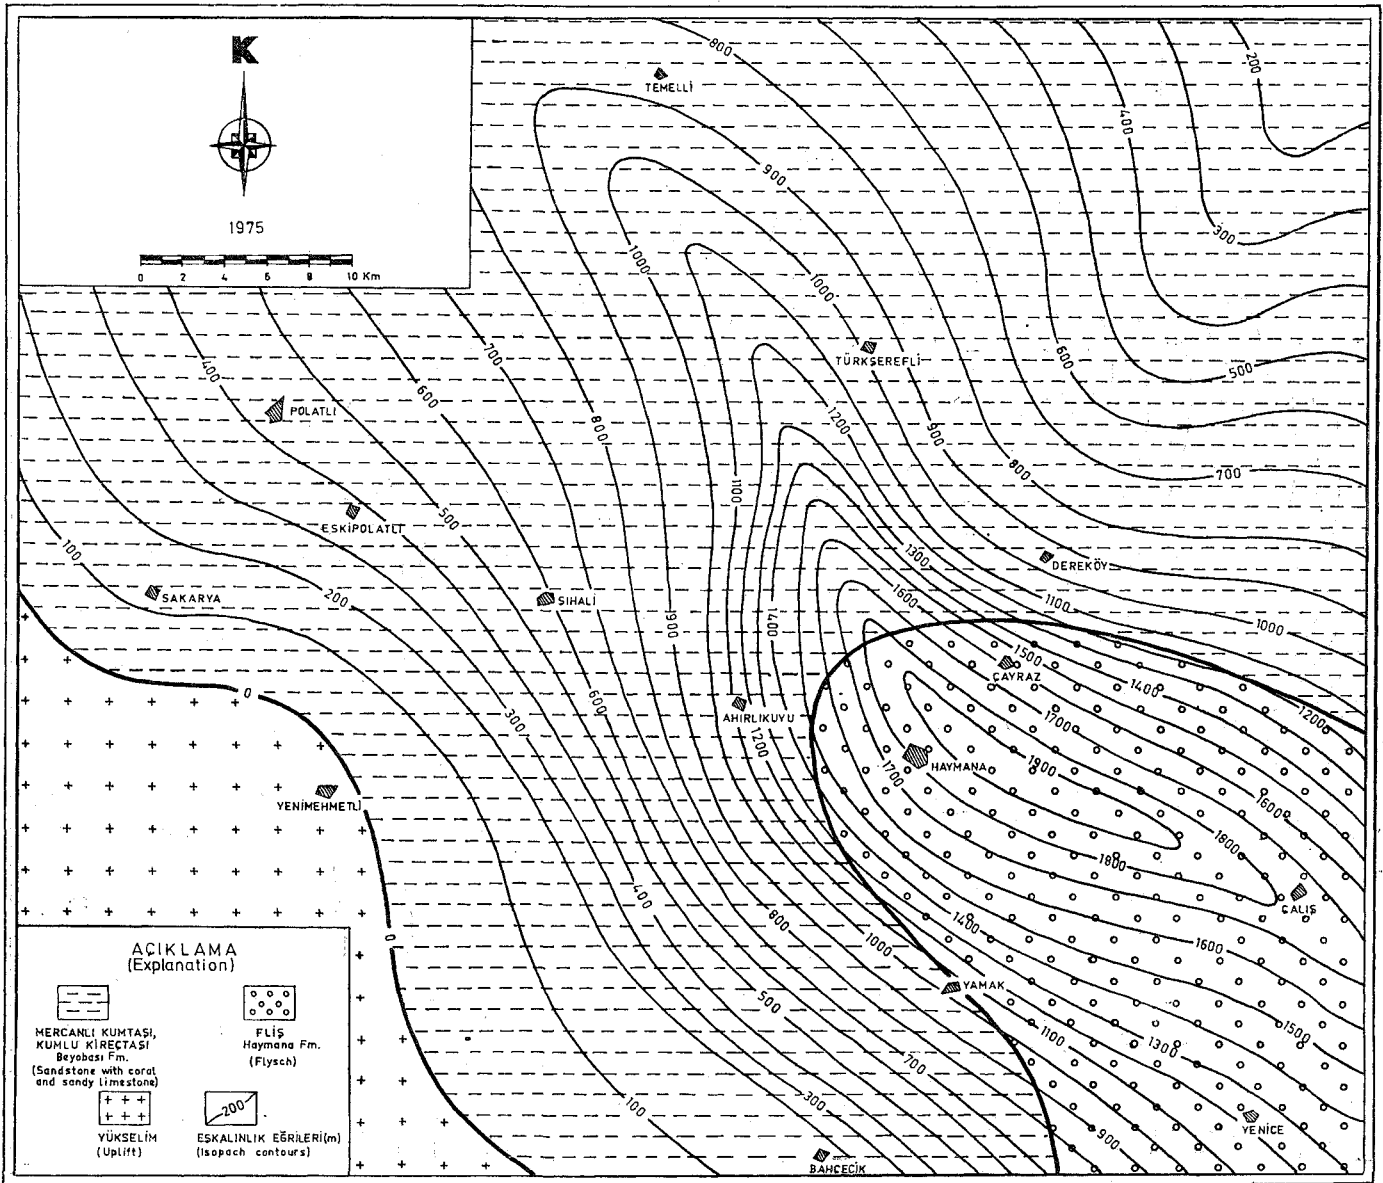 K
1975
0 2 4 6 8 10 Km
TEMELLİ
TÜRKŞEREFLİ
POLATLI
ESKİPOLATLI
DEREKÖY
SAKARYA
SIHALİ
ÇAYRAZ
AHIRLIKUYU
HAYMANA
YENİMEHMETLİ
ÇALIŞ
YAMAK
YENİCE
BAHÇECİK
800
200
400
900
300
1000
1000
600
500
700
400
600
800
1200
900
800
700
1100
500
1300
1600
1100
1000
100
200
900
1400
1500
1400
1200
0
300
600
1200
1700
1700
1900
1600
1800
1800
400
0
800
1000
1400
1600
500
1100
1300
1500
700
100
300
900
AÇIKLAMA
(Explanation)
MERCANLI KUMTAŞI,
KUMLU KİREÇTAŞI
Beyobası Fm.
(Sandstone with coral
and sandy limestone)
FLİŞ
Haymana Fm.
(Flysch)
YÜKSELİM
(Uplift)
200
EŞKALINLIK EĞRİLERİ(m)
(Isopach contours)